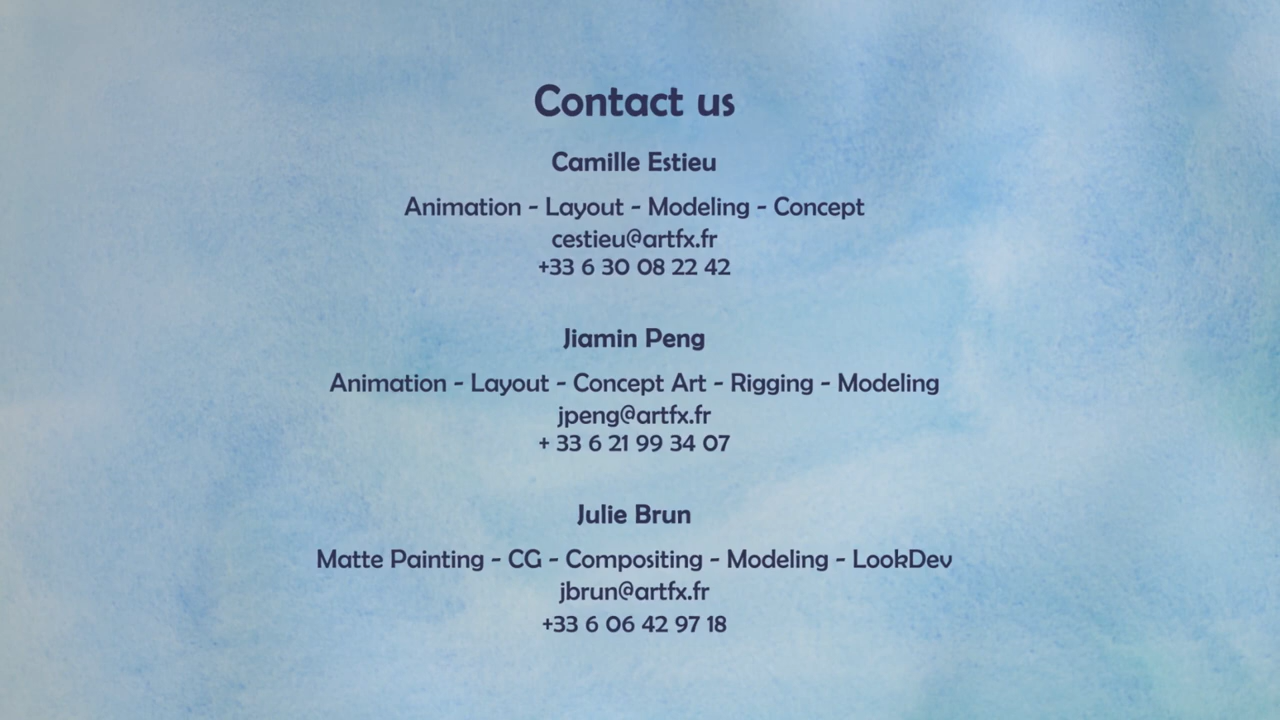 Contact us
Camille Estieu
Animation - Layout - Modeling - Concept
cestieu@artfx.fr
+33 6 30 08 22 42
Jiamin Peng
Animation - Layout - Concept Art - Rigging - Modeling
jpeng@artfx.fr
+ 33 6 21 99 34 07
Julie Brun
Matte Painting - CG - Compositing - Modeling - LookDev
jbrun@artfx.fr
+33 6 06 42 97 18